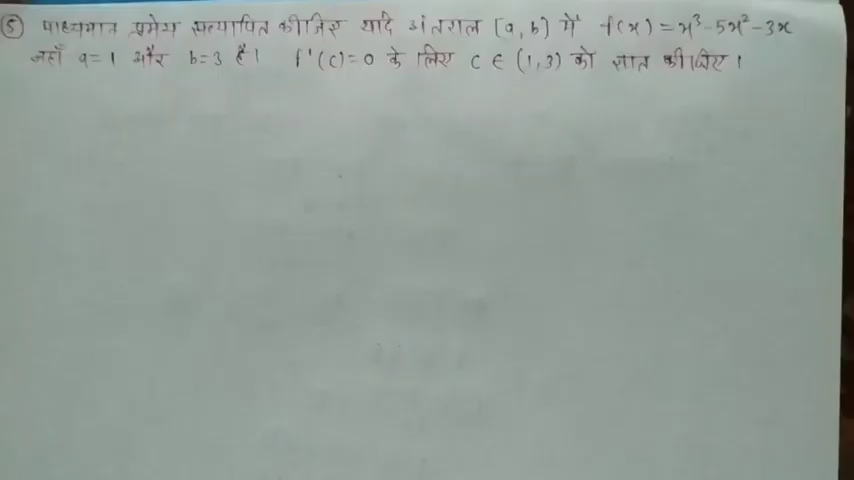 ⑤ माध्यमान प्रमेय सत्यापित कीजिए यदि अंतराल [a, b] में f(x) = x³ - 5x² - 3x
जहाँ a = 1 और b = 3 है। f'(c) = 0 के लिए c ∈ (1, 3) को ज्ञात कीजिए।